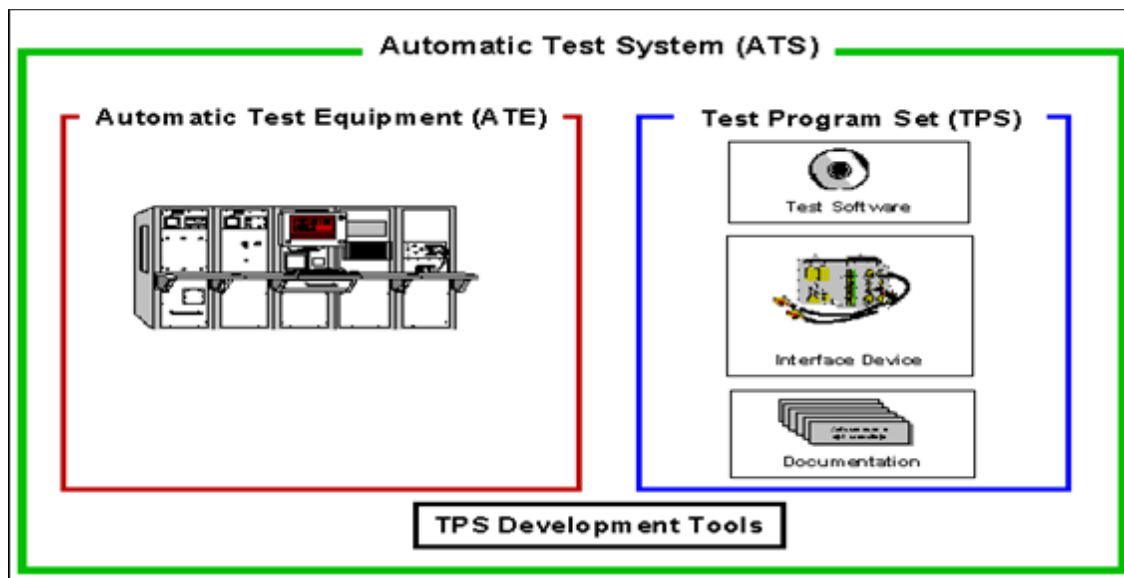 Automatic Test System (ATS)
Automatic Test Equipment (ATE)
Test Program Set (TPS)
Test Software
Interface Device
Documentation
TPS Development Tools